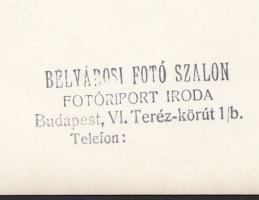 BELVÁROSI FOTÓ SZALON
FOTÓRIPORT IRODA
Budapest, VI. Teréz-körút 1/b.
Telefon: